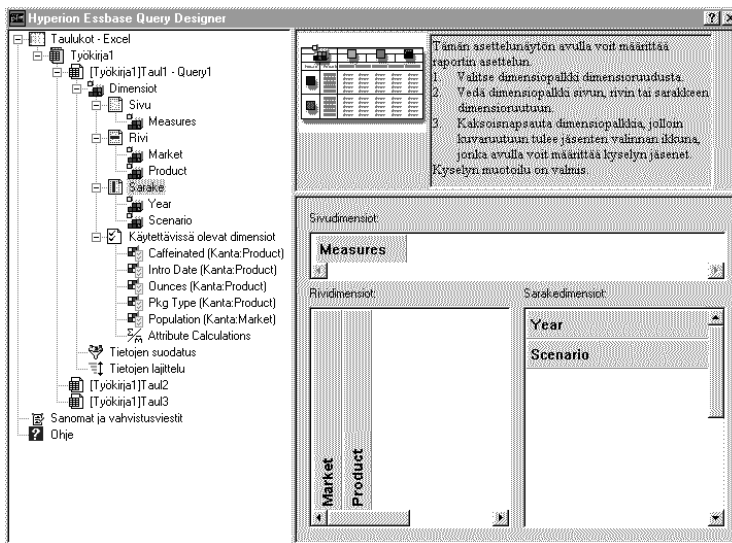 Hyperion Essbase Query Designer
Taulukot - Excel
Työkirja1
[Työkirja1]Taul1 - Query1
Dimensiot
Sivu
Measures
Rivi
Market
Product
Sarake
Year
Scenario
Käytettävissä olevat dimensiot
Caffeinated (Kanta:Product)
Intro Date (Kanta:Product)
Ounces (Kanta:Product)
Pkg Type (Kanta:Product)
Population (Kanta:Market)
Attribute Calculations
Tietojen suodatus
Tietojen lajittelu
[Työkirja1]Taul2
[Työkirja1]Taul3
Sanomat ja vahvistusviestit
Ohje
Tämän asettelunäytön avulla voit määrittää
raportin asettelun.
1. Valitse dimensiopalkki dimensioruudusta.
2. Vedä dimensiopalkki sivun, rivin tai sarakkeen
dimensioruutuun.
3. Kaksoisnapsauta dimensiopalkkia, jolloin
kuvaruutuun tulee jäsenten valinnan ikkuna,
jonka avulla voit määrittää kyselyn jäsenet.
Kyselyn muotoilu on valmis.
Sivudimensiot:
Measures
Rividimensiot:
Market
Product
Sarakedimensiot:
Year
Scenario